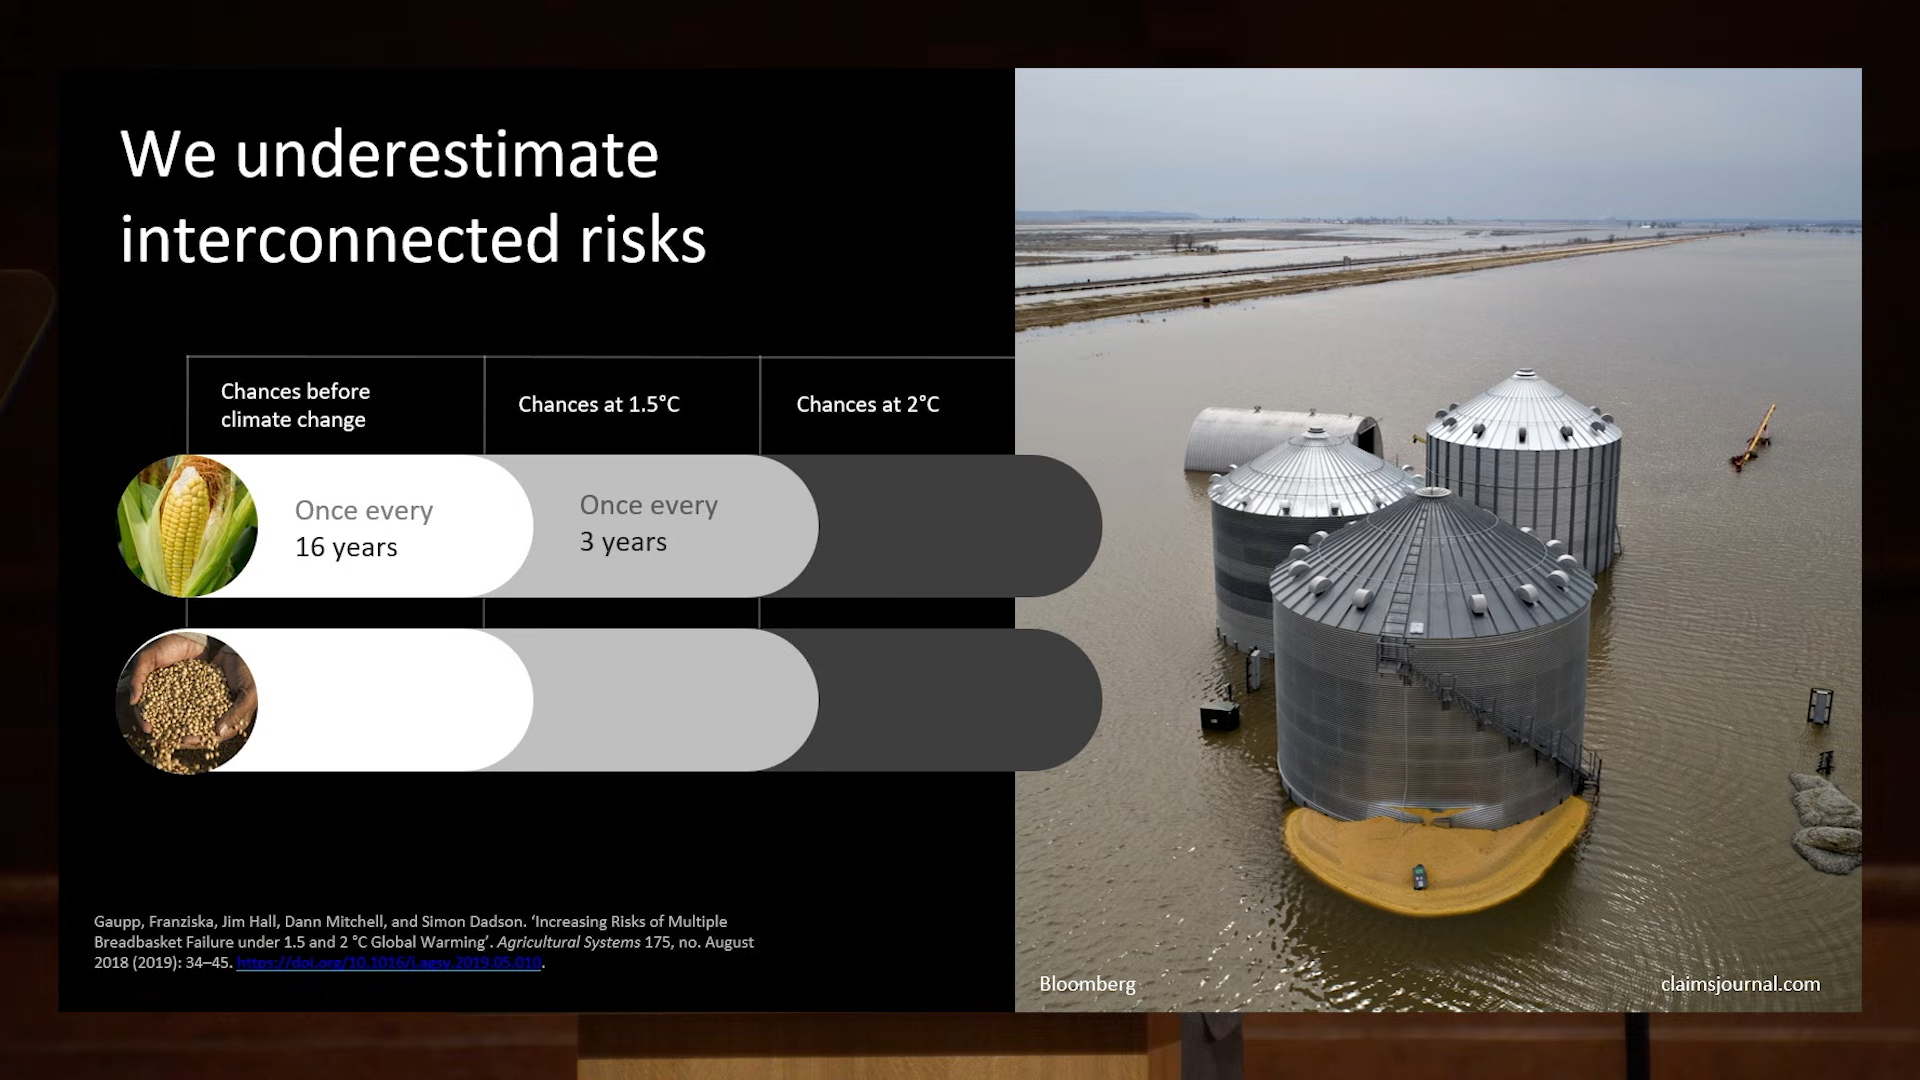 We underestimate
interconnected risks
Chances before
climate change
Chances at 1.5°C
Chances at 2°C
Once every
16 years
Once every
3 years
Gaupp, Franziska, Jim Hall, Dann Mitchell, and Simon Dadson. ‘Increasing Risks of Multiple
Breadbasket Failure under 1.5 and 2 °C Global Warming’. Agricultural Systems 175, no. August
2018 (2019): 34–45. https://doi.org/10.1016/j.agsy.2019.05.010.
Bloomberg
claimsjournal.com